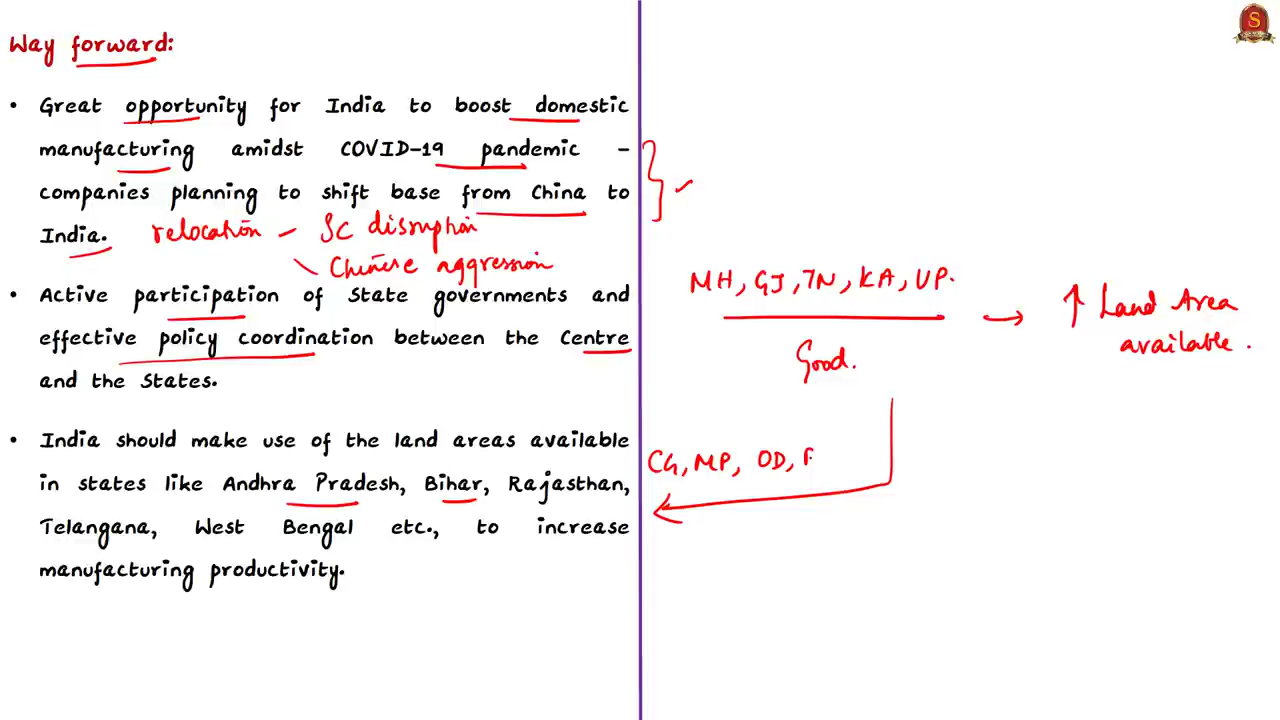 Way forward:
• Great opportunity for India to boost domestic
manufacturing amidst COVID-19 pandemic –
companies planning to shift base from China to
India. relocation – SC disruption
Chinese aggression
• Active participation of State governments and
effective policy coordination between the Centre
and the States.
• India should make use of the land areas available
in states like Andhra Pradesh, Bihar, Rajasthan,
Telangana, West Bengal etc., to increase
manufacturing productivity.
MH, GJ, TN, KA, UP.
→ ↑ Land Area
available.
Good.
CG, MP, OD,
S